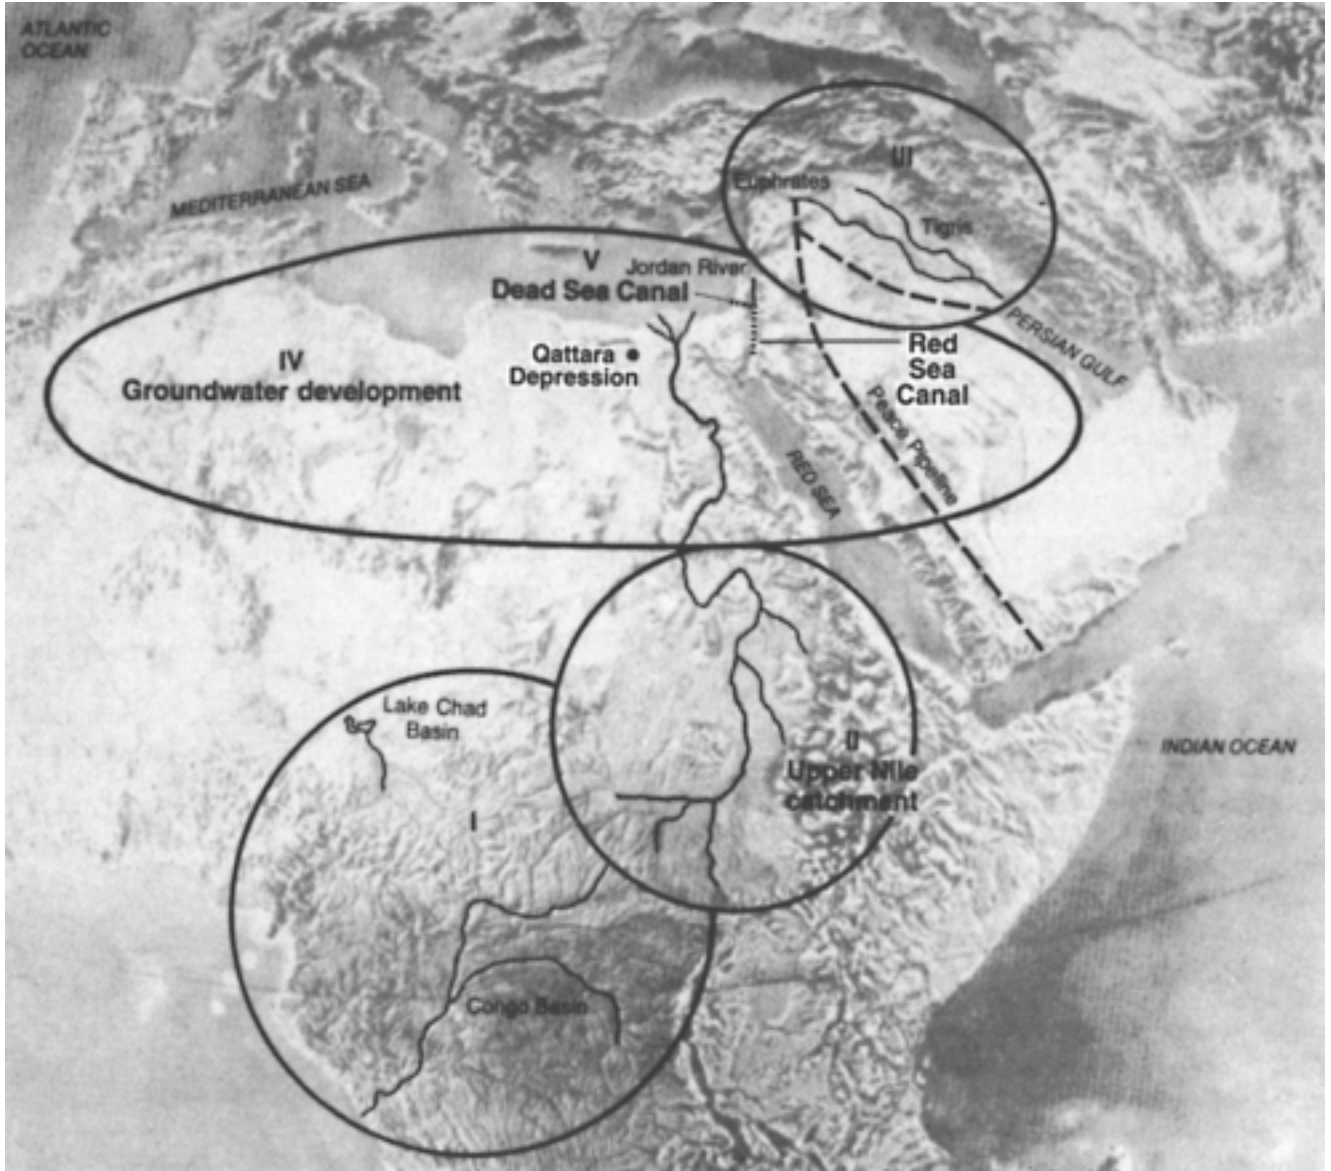 ATLANTIC
OCEAN
MEDITERRANEAN SEA
III
Euphrates
Tigris
V
Jordan River
Dead Sea Canal
PERSIAN GULF
Red
Sea
Canal
Qattara
Depression
IV
Groundwater development
Peace Pipeline
RED SEA
Lake Chad
Basin
I
II
Upper Nile
catchment
INDIAN OCEAN
Congo Basin